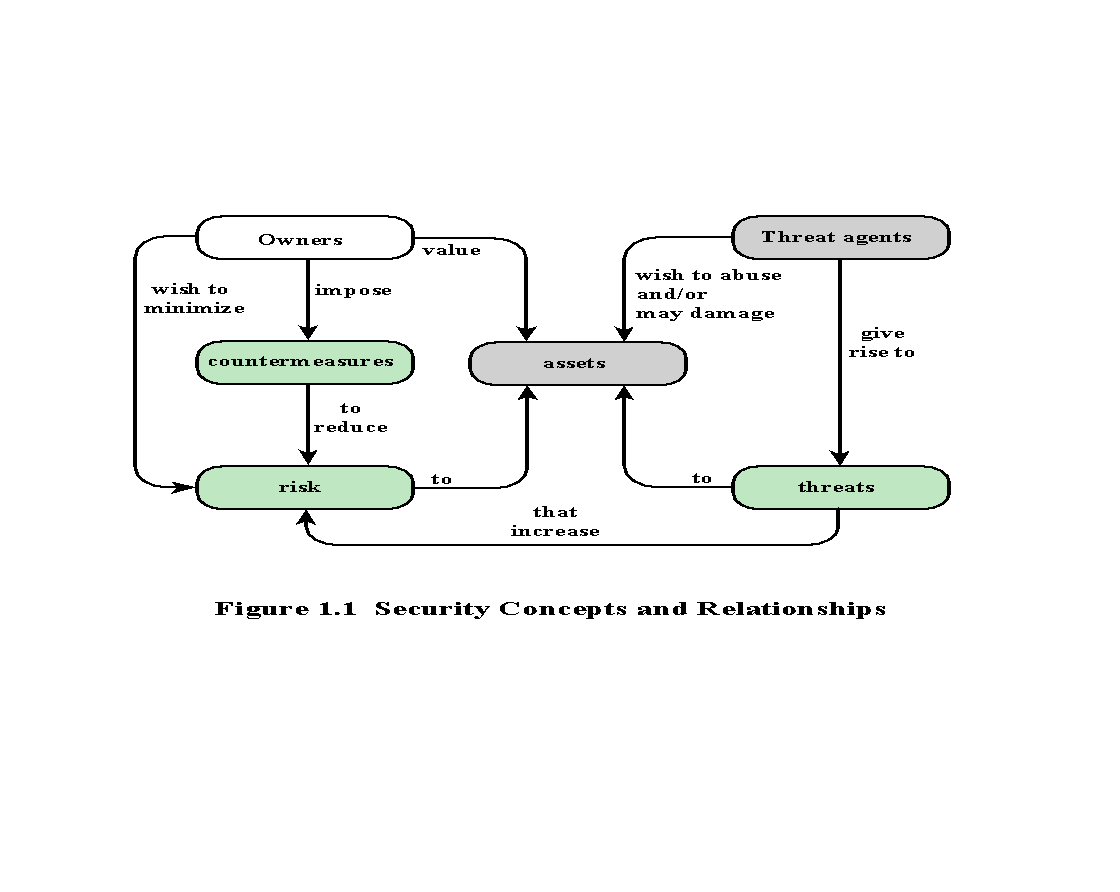 Owners
Threat agents
value
wish to
minimize
impose
wish to abuse
and/or
may damage
give
rise to
countermeasures
assets
to
reduce
risk
to
to
threats
that
increase
Figure 1.1 Security Concepts and Relationships